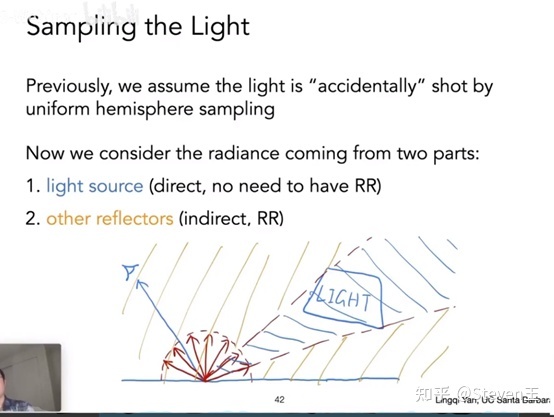 Sampling the Light
Previously, we assume the light is “accidentally” shot by
uniform hemisphere sampling
Now we consider the radiance coming from two parts:
1. light source (direct, no need to have RR)
2. other reflectors (indirect, RR)
LIGHT
42
知乎 @Steven王
Lingqi Yan, UC Santa Barbar